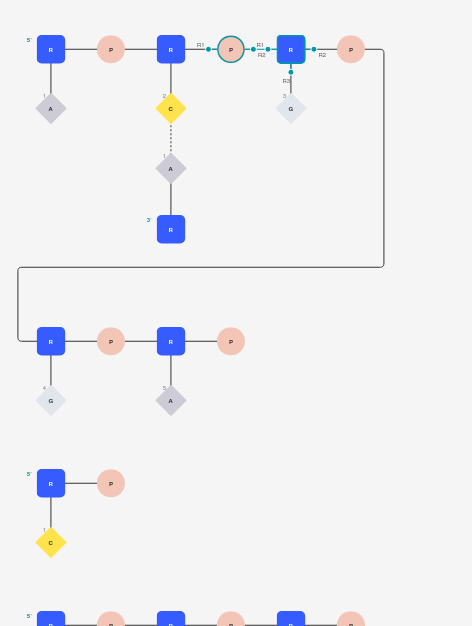 5'
R P R R1 P R1 R2 R R2 P
R3
1 A 2 C 3 G
1 A
3' R
R P R P
4 G 5 A
5'
R P
1 C
5'
R P R P R P